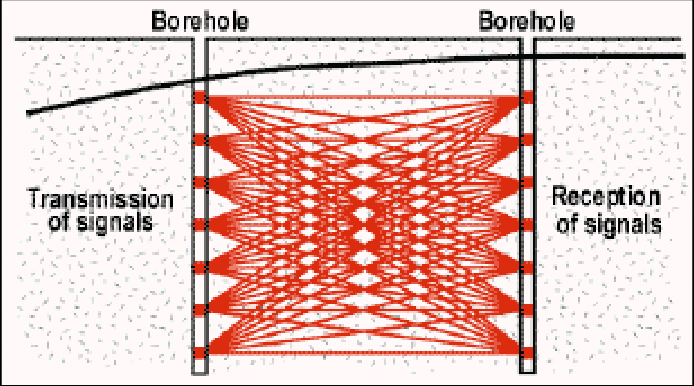 Borehole
Borehole
Transmission
of signals
Reception
of signals